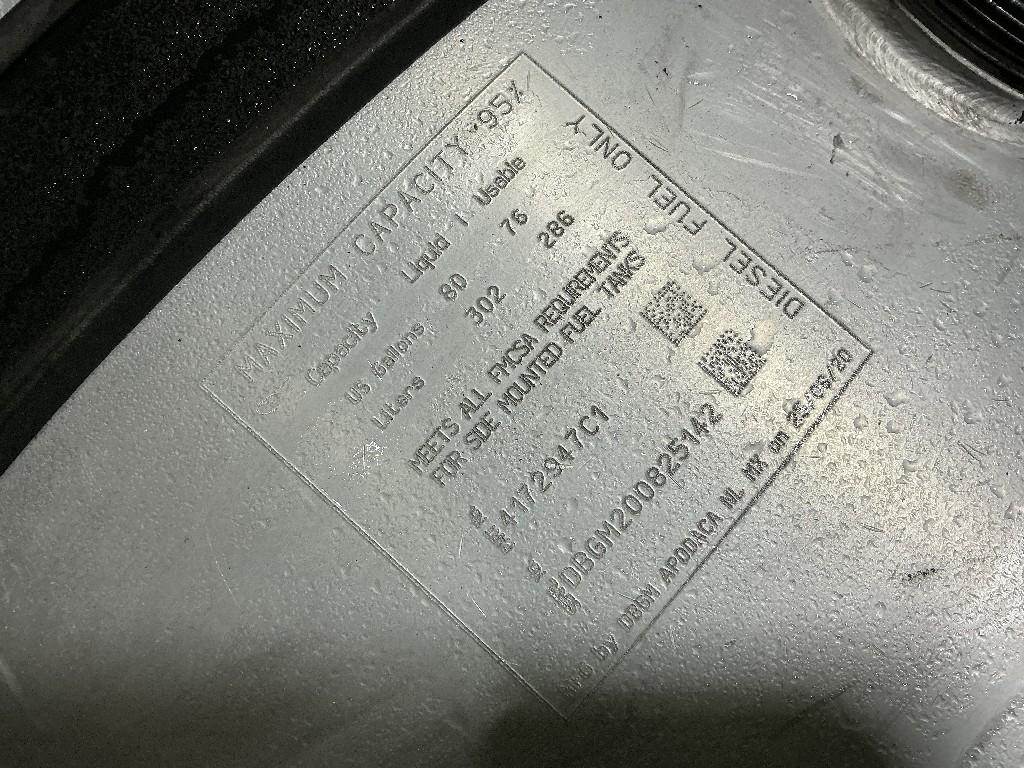 MAXIMUM CAPACITY 95%
Capacity Liquid - l Usable
US Gallons 80 76
Liters 302 286
MEETS ALL FMCSA REQUIREMENTS
FOR SIDE MOUNTED FUEL TANKS
4172947C1
DBGM200825142
by DBGM APODACA NL MX on
DIESEL FUEL ONLY